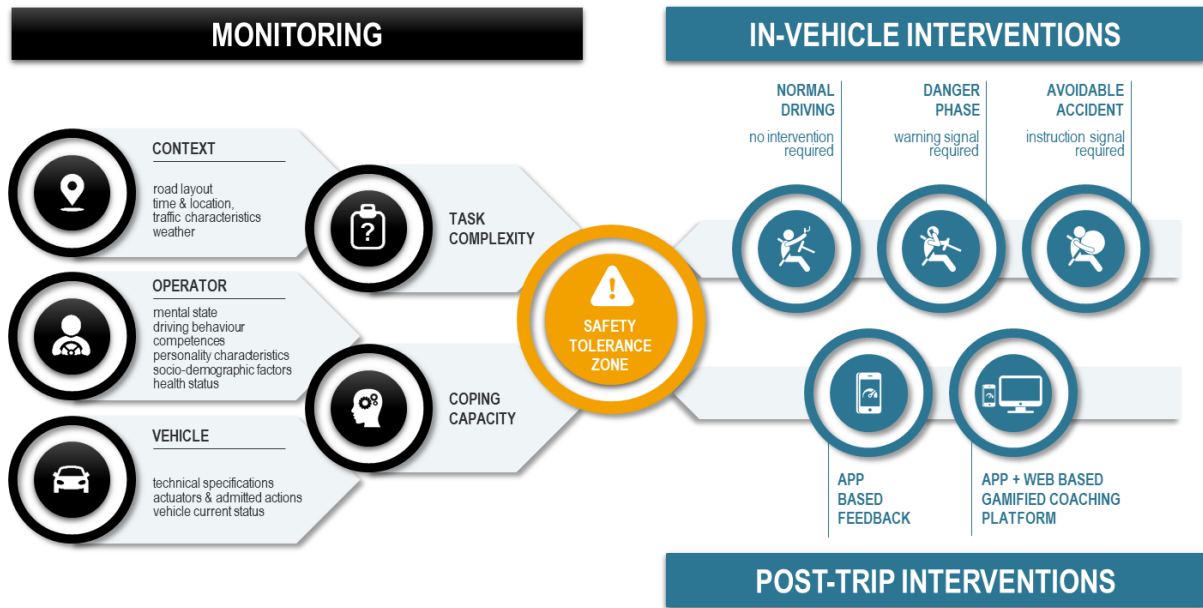 MONITORING
CONTEXT
road layout
time & location,
traffic characteristics
weather
OPERATOR
mental state
driving behaviour
competences
personality characteristics
socio-demographic factors
health status
VEHICLE
technical specifications
actuators & admitted actions
vehicle current status
?
TASK
COMPLEXITY
COPING
CAPACITY
!
SAFETY
TOLERANCE
ZONE
IN-VEHICLE INTERVENTIONS
NORMAL
DRIVING
no intervention
required
DANGER
PHASE
warning signal
required
AVOIDABLE
ACCIDENT
instruction signal
required
APP
BASED
FEEDBACK
APP + WEB BASED
GAMIFIED COACHING
PLATFORM
POST-TRIP INTERVENTIONS